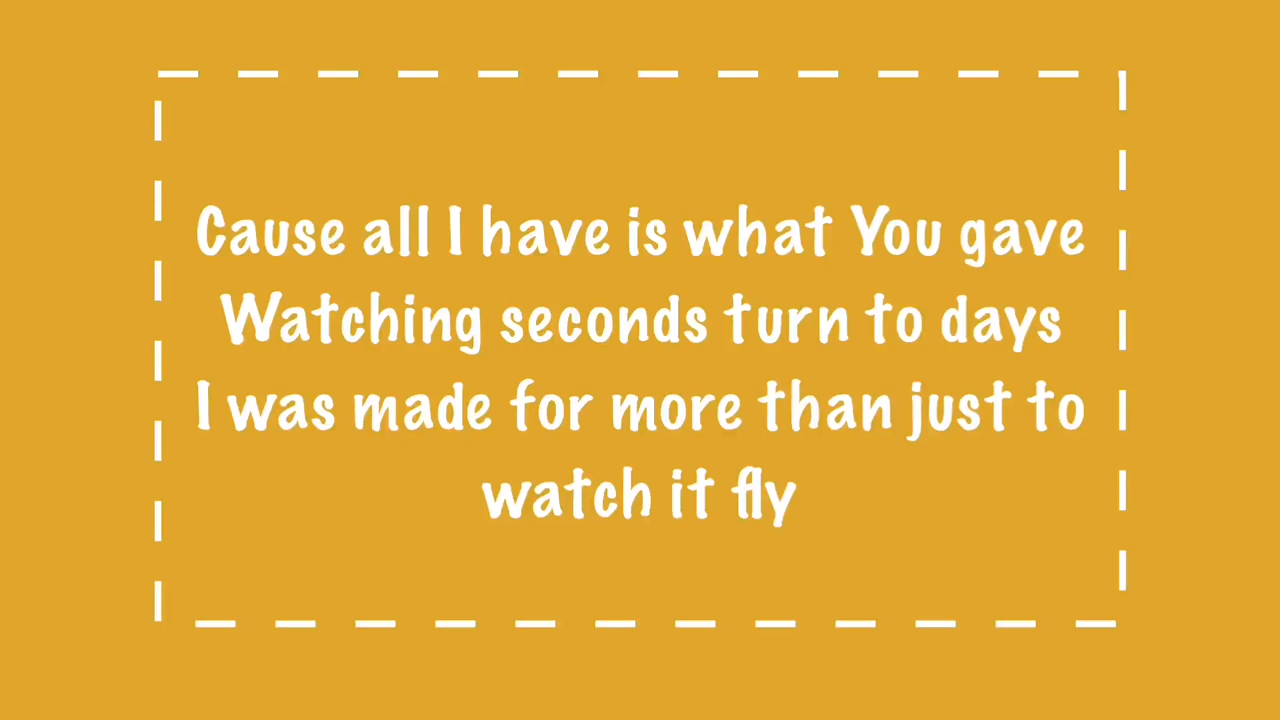 Cause all I have is what You gave
Watching seconds turn to days
I was made for more than just to
watch it fly